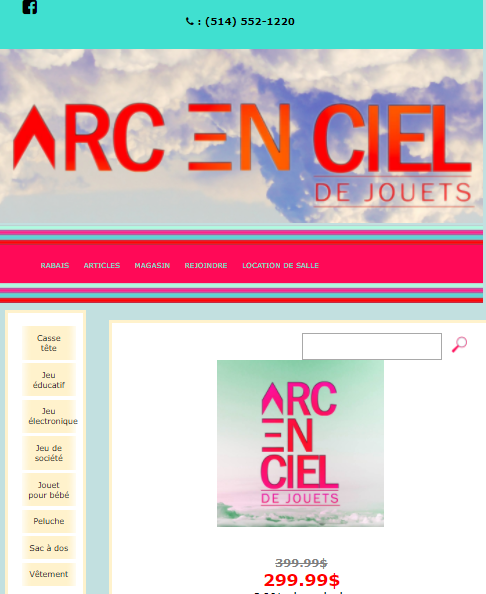 : (514) 552-1220
ARC EN CIEL
DE JOUETS
RABAIS ARTICLES MAGASIN REJOINDRE LOCATION DE SALLE
Casse
tête
Jeu
éducatif
Jeu
électronique
Jeu de
société
Jouet
pour bébé
Peluche
Sac à dos
Vêtement
ARC
EN
CIEL
DE JOUETS
399.99$
299.99$